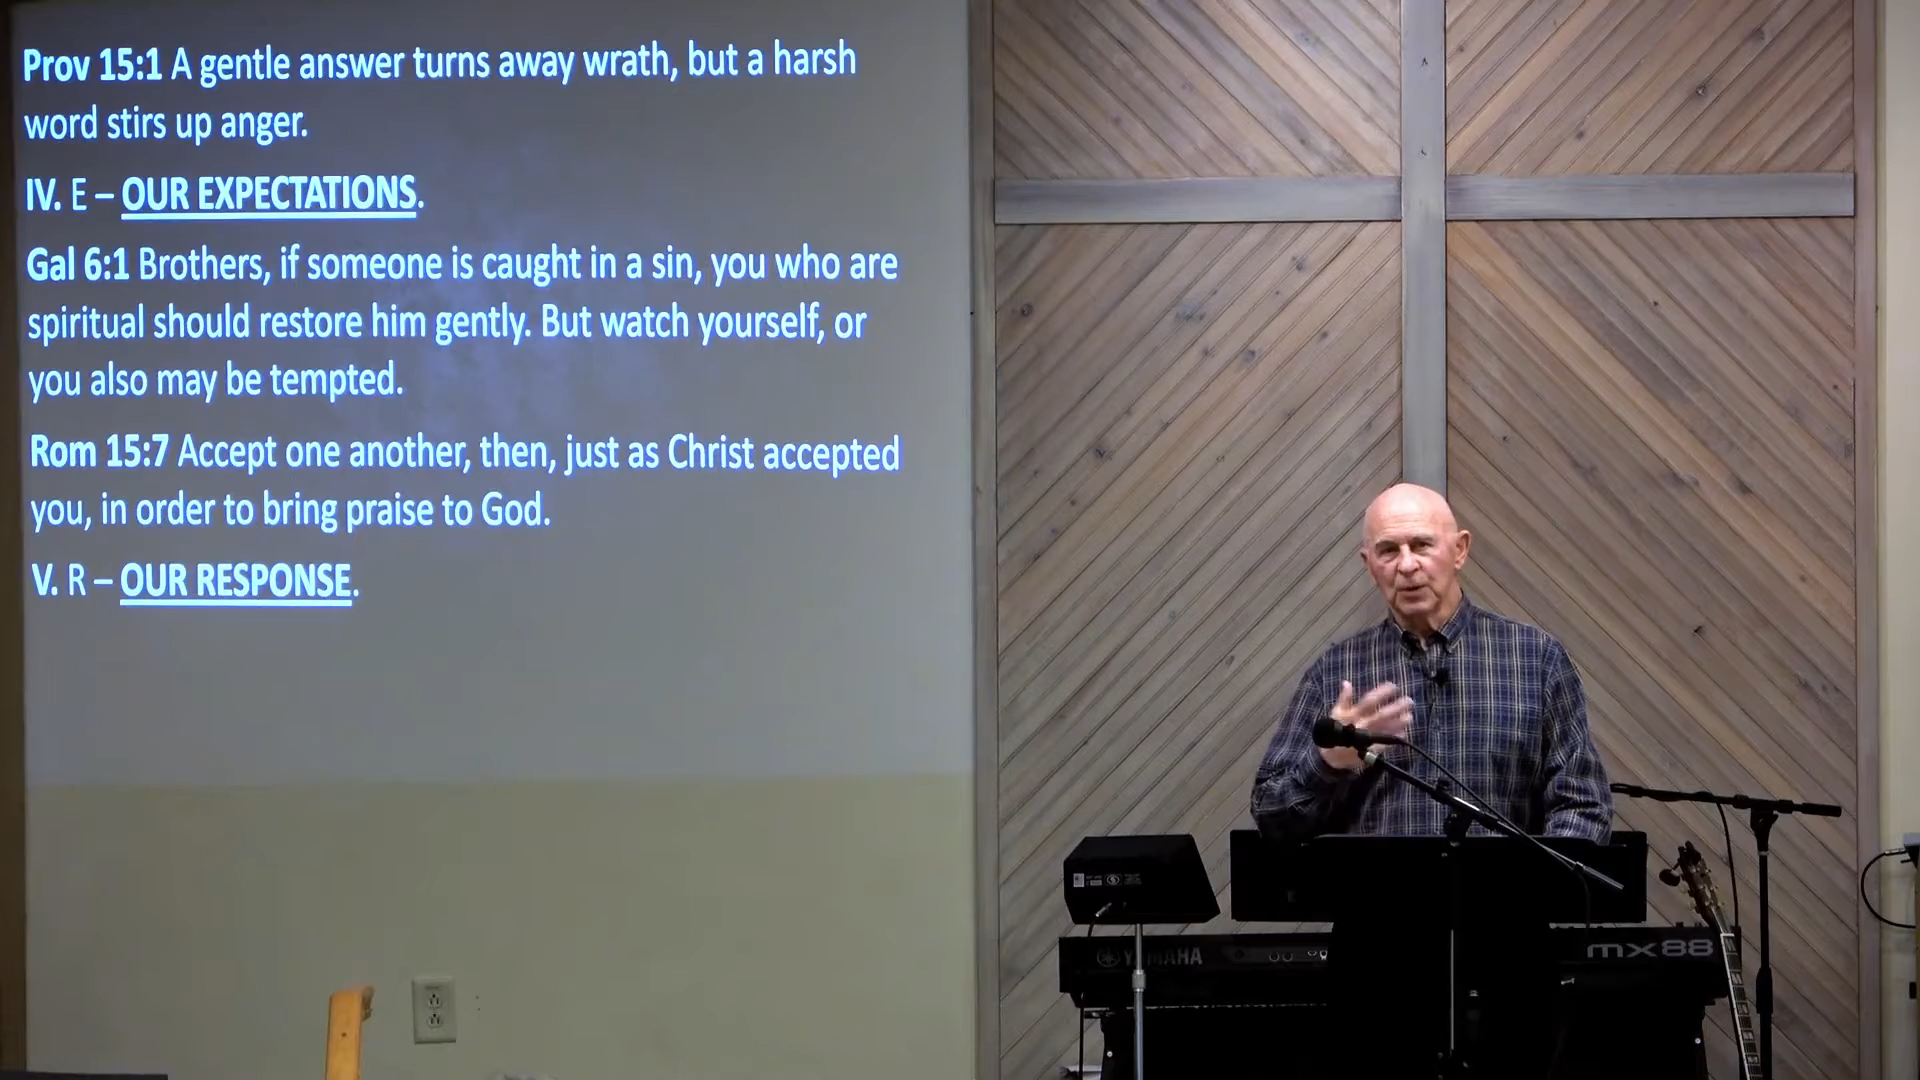 Prov 15:1 A gentle answer turns away wrath, but a harsh
word stirs up anger.
IV. E – OUR EXPECTATIONS.
Gal 6:1 Brothers, if someone is caught in a sin, you who are
spiritual should restore him gently. But watch yourself, or
you also may be tempted.
Rom 15:7 Accept one another, then, just as Christ accepted
you, in order to bring praise to God.
V. R – OUR RESPONSE.
YAMAHA
MX88